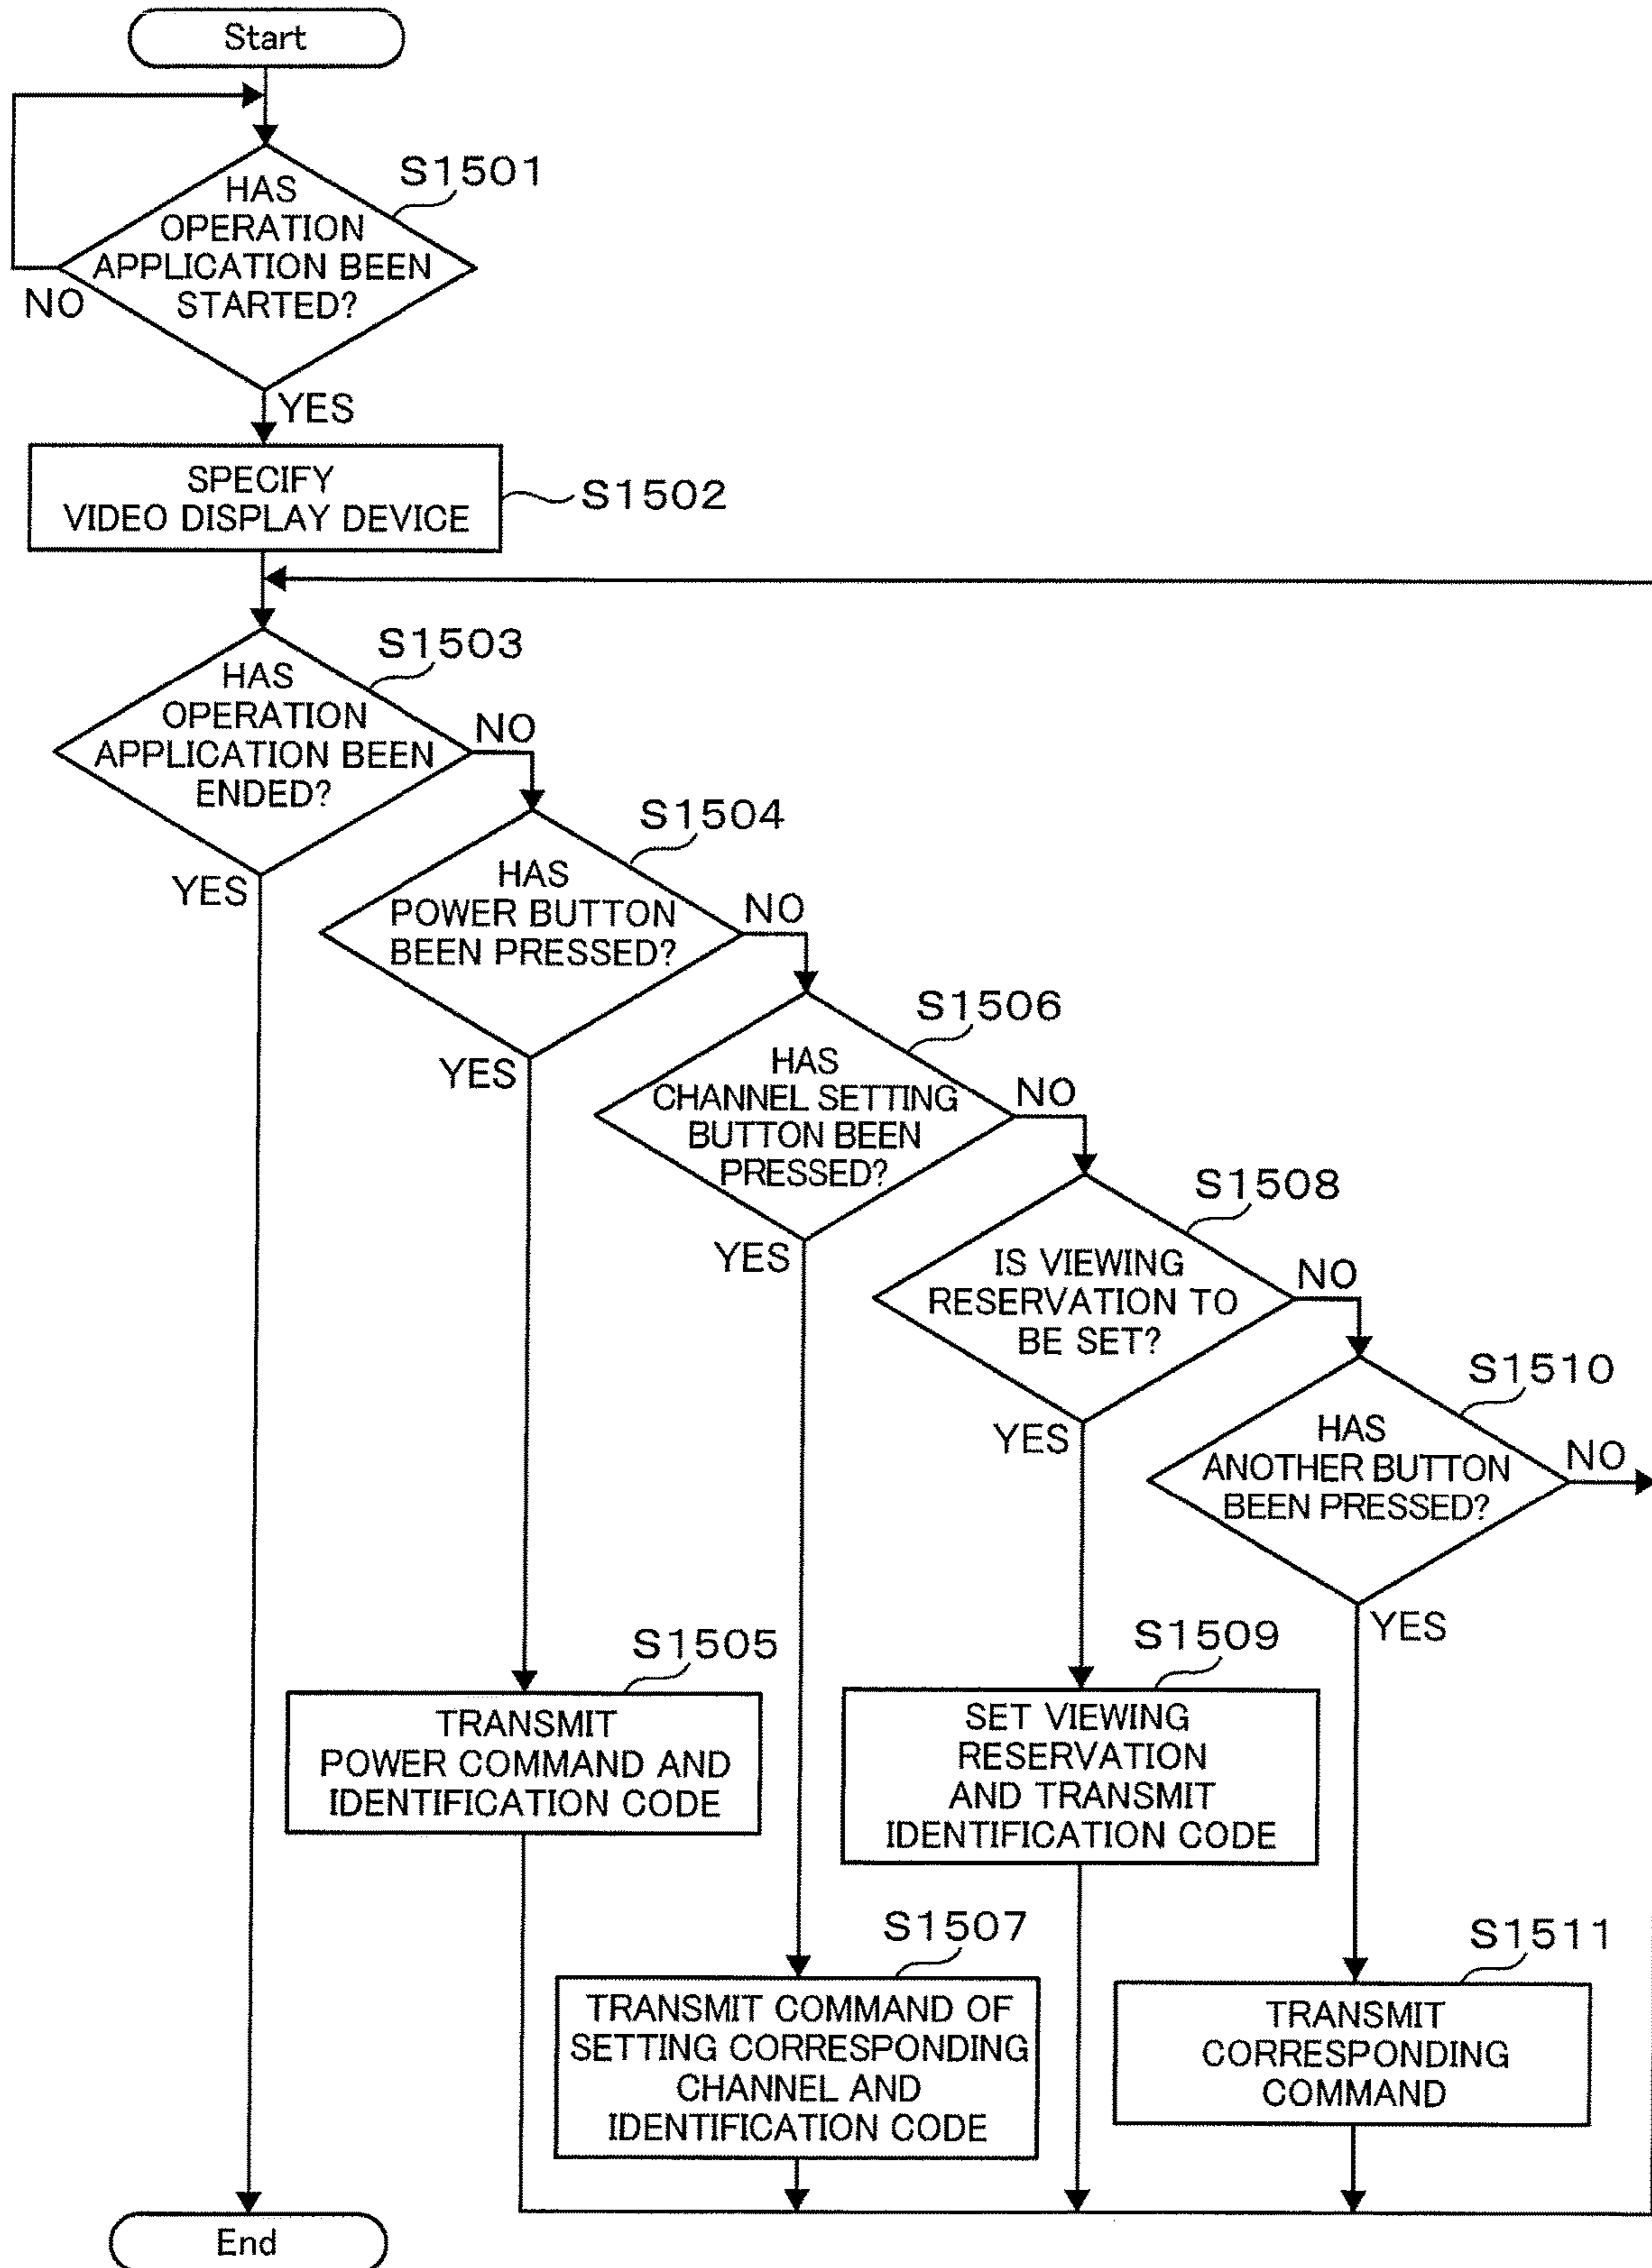 Start
S1501
HAS
OPERATION
APPLICATION BEEN
STARTED?
NO
YES
SPECIFY
VIDEO DISPLAY DEVICE
S1502
S1503
HAS
OPERATION
APPLICATION BEEN
ENDED?
NO
YES
S1504
HAS
POWER BUTTON
BEEN PRESSED?
NO
YES
S1506
HAS
CHANNEL SETTING
BUTTON BEEN
PRESSED?
NO
YES
S1508
IS VIEWING
RESERVATION TO
BE SET?
NO
YES
S1510
HAS
ANOTHER BUTTON
BEEN PRESSED?
NO
YES
S1505
TRANSMIT
POWER COMMAND AND
IDENTIFICATION CODE
S1509
SET VIEWING
RESERVATION
AND TRANSMIT
IDENTIFICATION CODE
S1507
TRANSMIT COMMAND OF
SETTING CORRESPONDING
CHANNEL AND
IDENTIFICATION CODE
S1511
TRANSMIT
CORRESPONDING
COMMAND
End